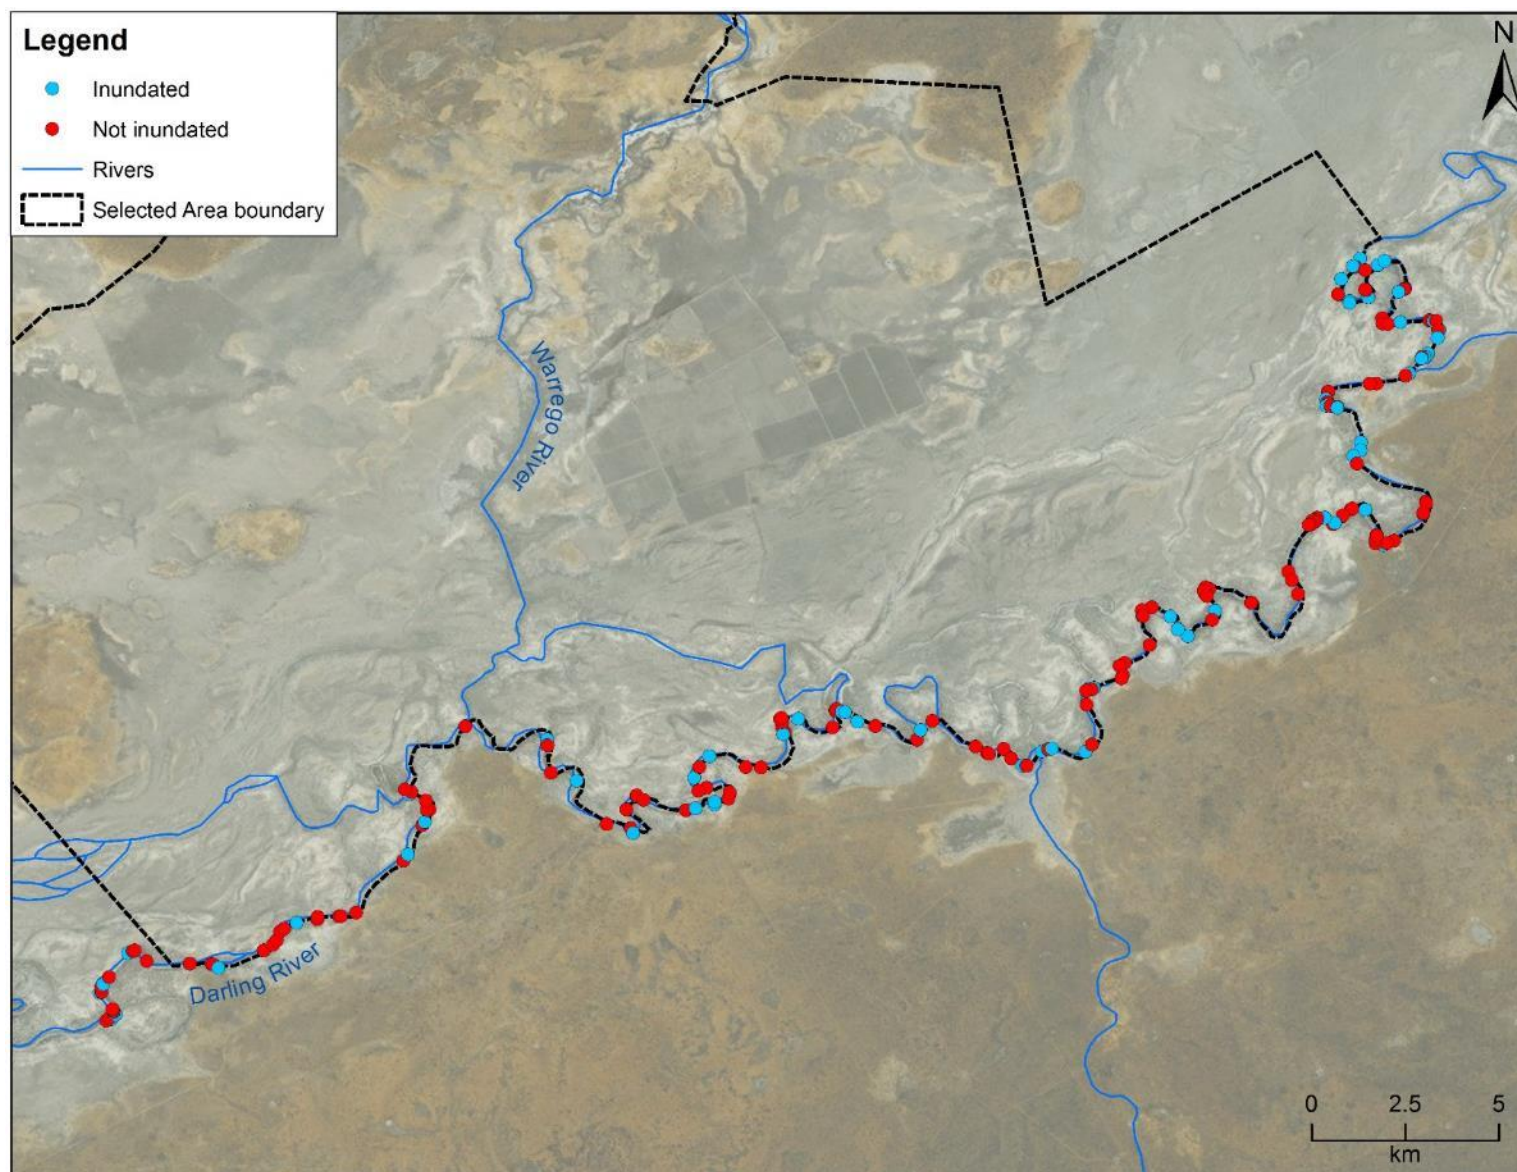 Legend
Inundated
Not inundated
Rivers
Selected Area boundary
N
Warrego River
Darling River
0 2.5 5
km